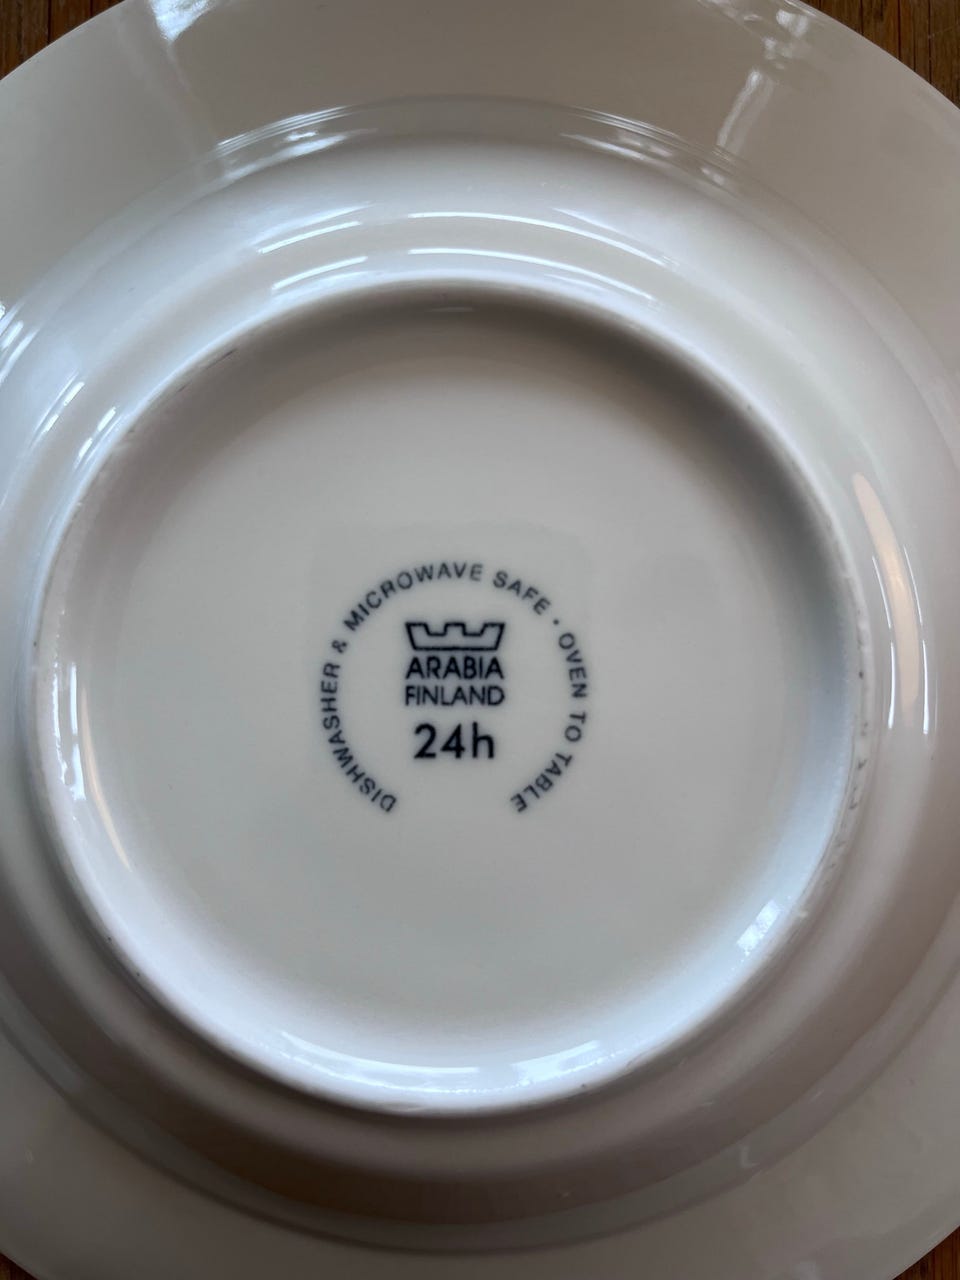 DISHWASHER & MICROWAVE SAFE • OVEN TO TABLE
ARABIA
FINLAND
24h